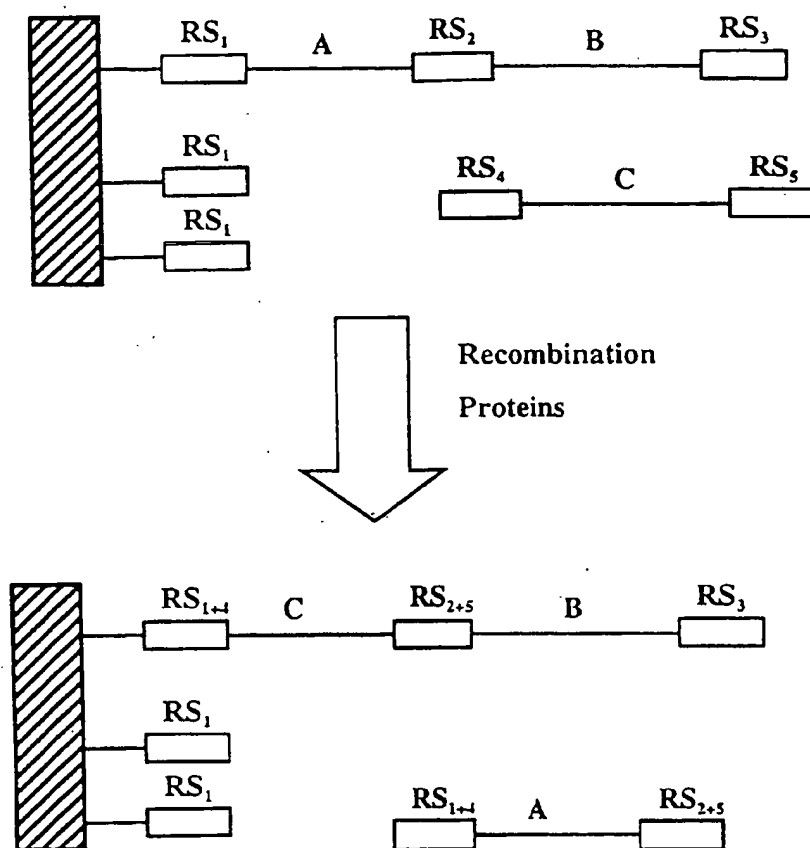 RS₁ A RS₂ B RS₃
RS₁
RS₄ C RS₅
RS₁
Recombination
Proteins
RS₁₊₄ C RS₂₊₅ B RS₃
RS₁
RS₁
RS₁₊₄ A RS₂₊₅